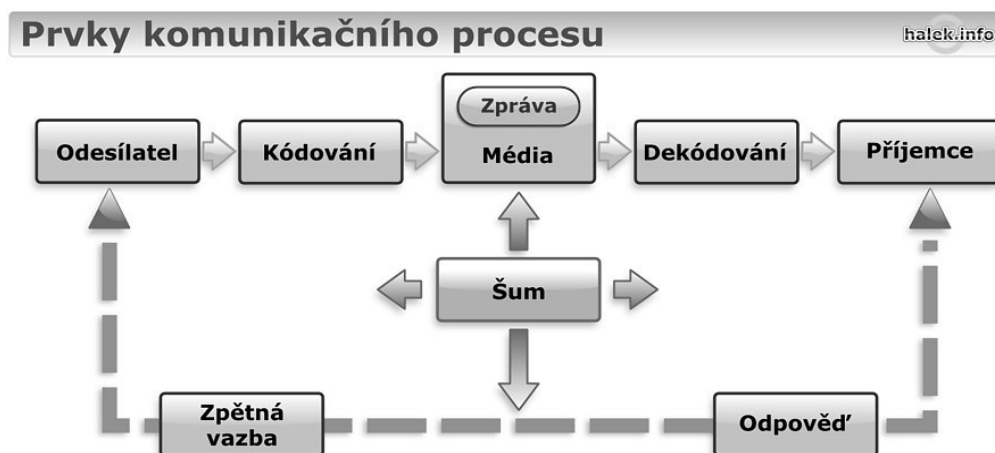 Prvky komunikačního procesu
halek.info
Zpráva
Odesílatel
Kódování
Média
Dekódování
Příjemce
Šum
Zpětná
vazba
Odpověď